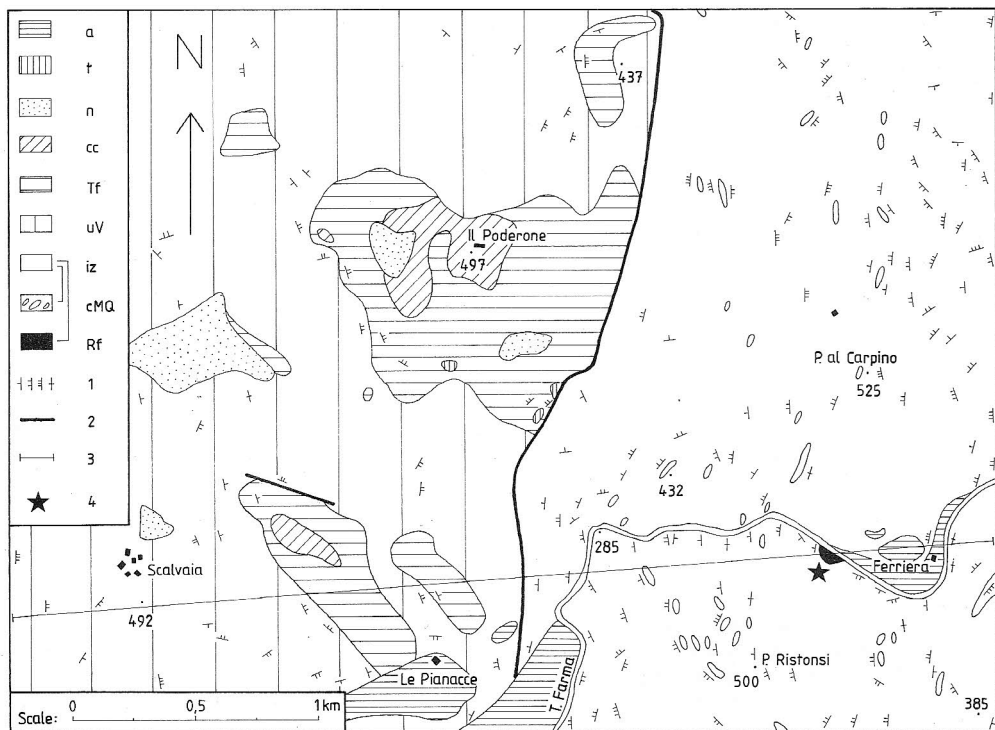 a
t
n
cc
Tf
uV
iz
cMQ
Rf
1
2
3
4
N
437
Il Poderone
497
P. al Carpino
525
432
285
Ferriera
Scalvaia
492
Le Pianacce
T. Farma
P. Ristonsi
500
385
Scale: 0 0,5 1km